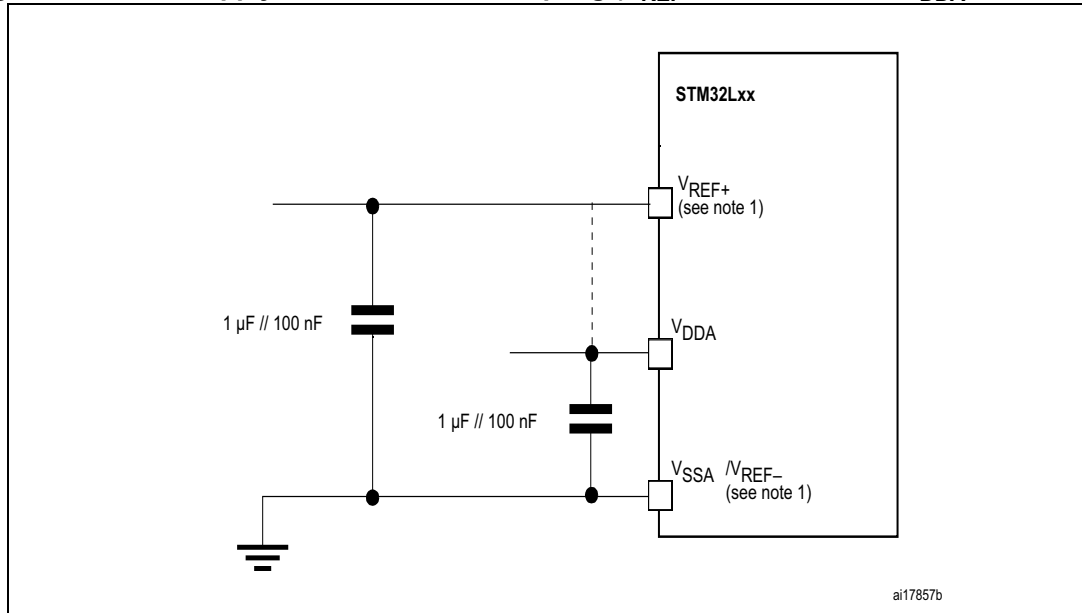 STM32Lxx
VREF+
(see note 1)
1 µF // 100 nF
VDDA
1 µF // 100 nF
VSSA /VREF–
(see note 1)
ai17857b